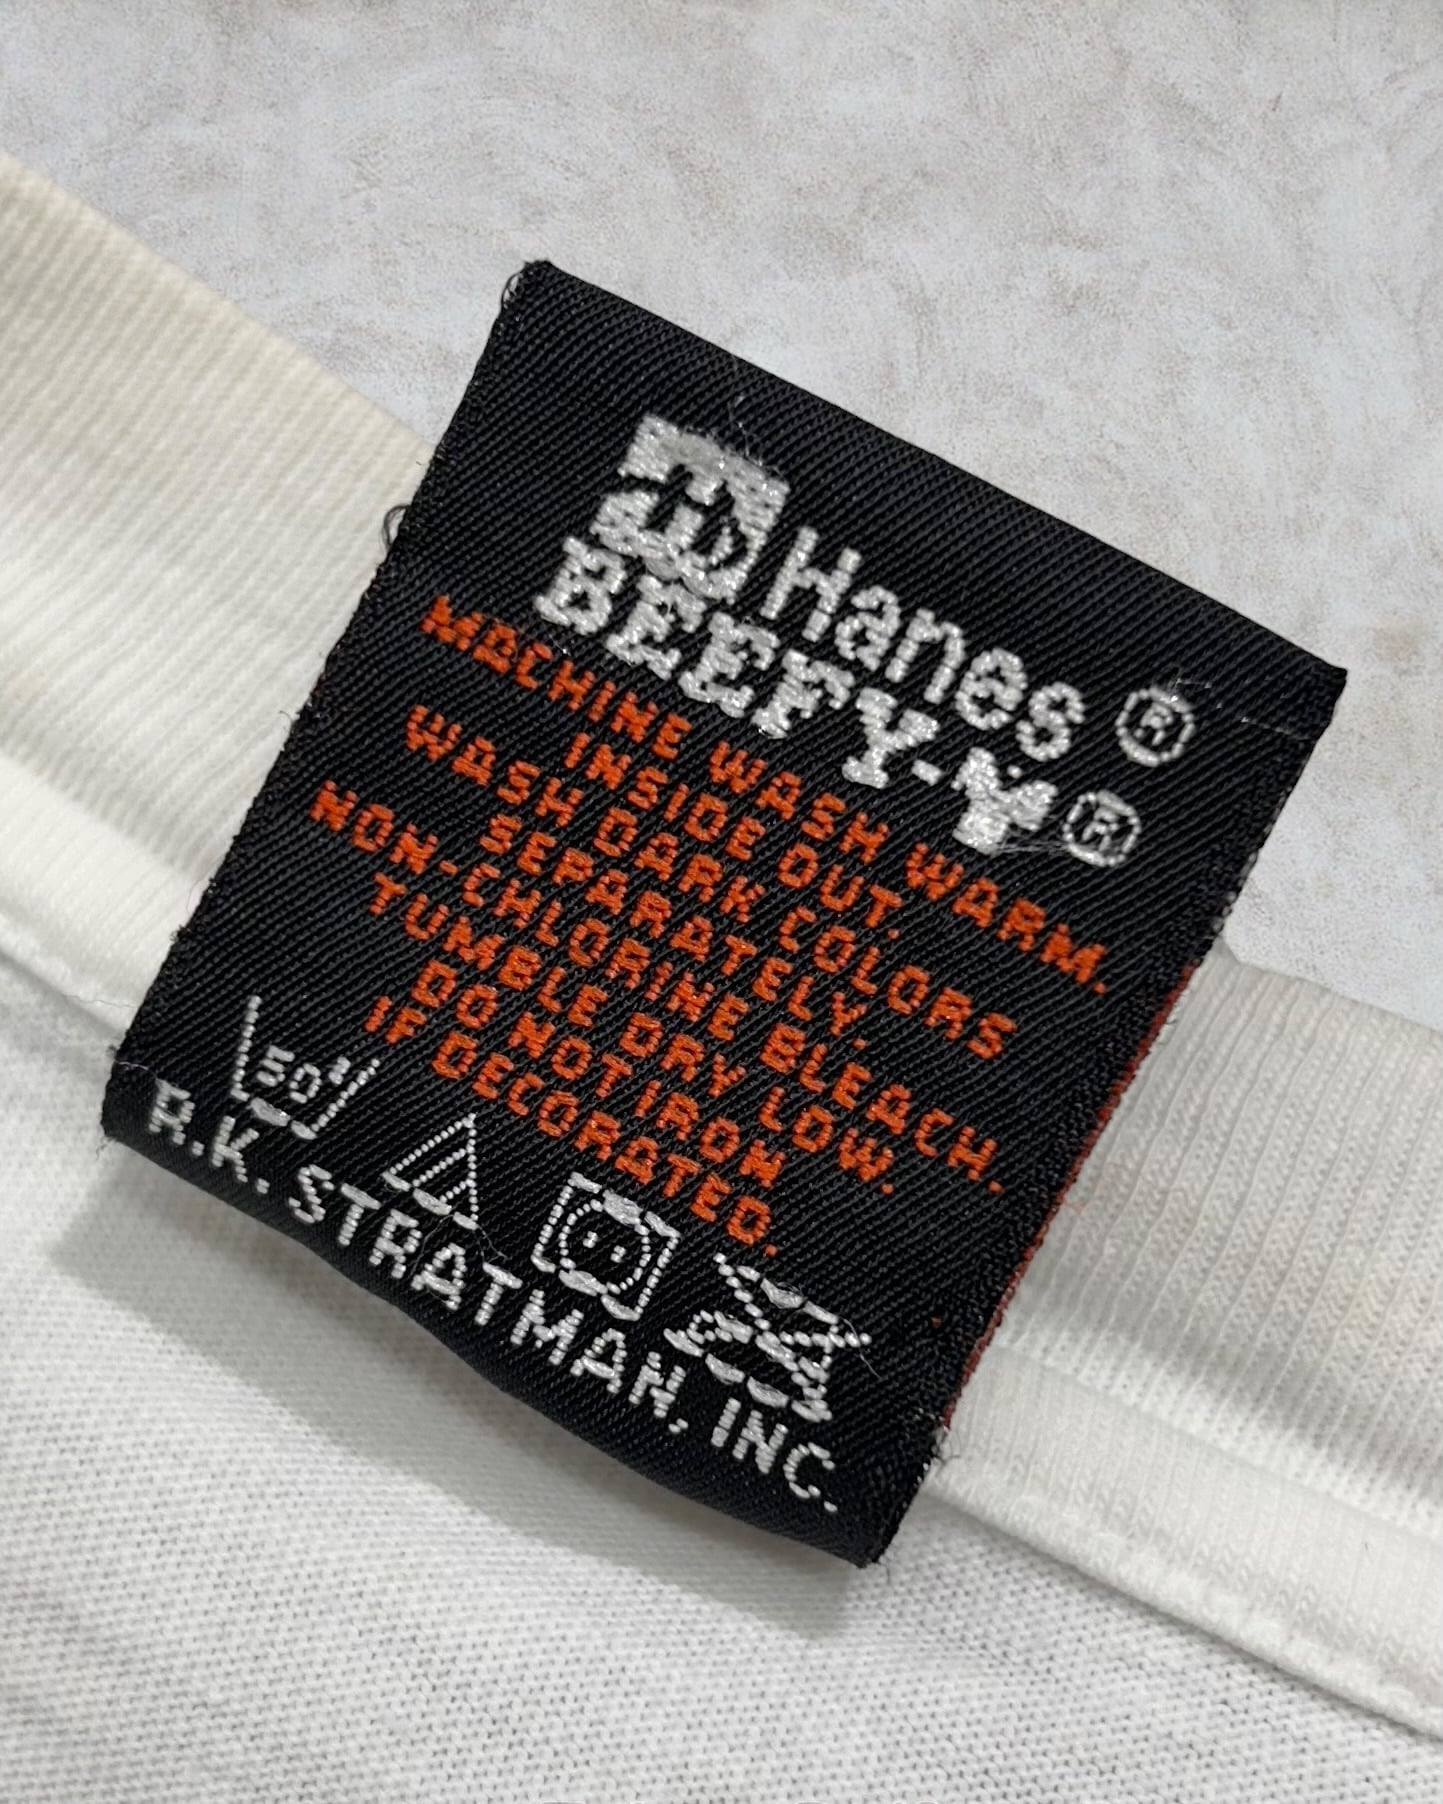 Hanes ®
BEEFY-T ®
MACHINE WASH WARM.
INSIDE OUT.
WASH DARK COLORS
SEPARATELY.
NON-CHLORINE BLEACH.
TUMBLE DRY LOW.
DO NOT IRON
IF DECORATED.
50°
R.K. STRATMAN, INC.